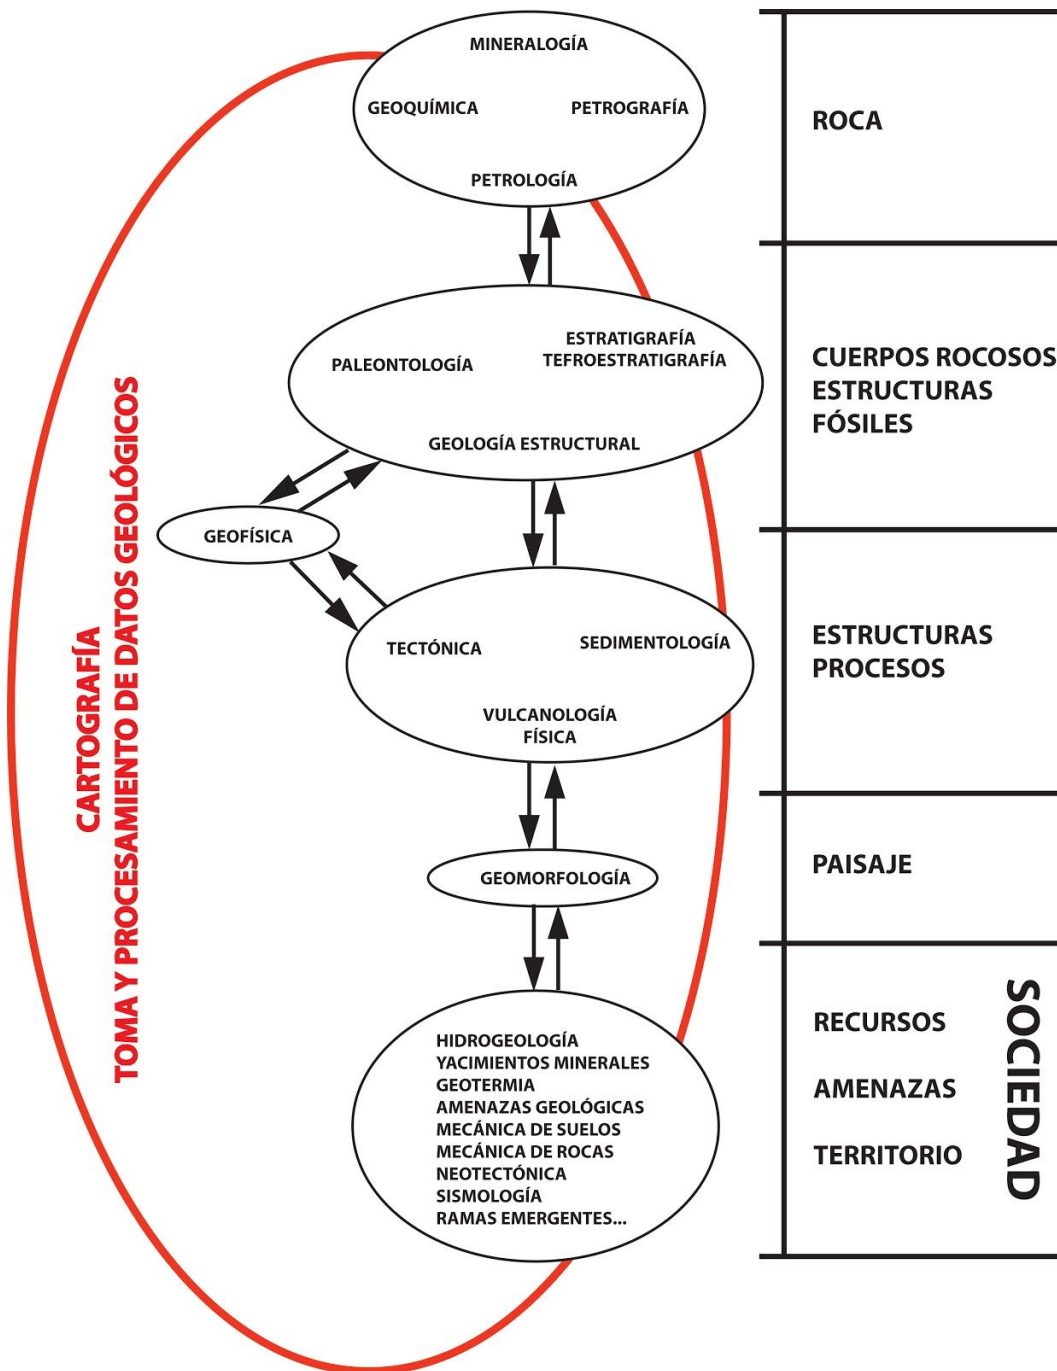 MINERALOGÍA
GEOQUÍMICA
PETROGRAFÍA
PETROLOGÍA
ROCA
ESTRATIGRAFÍA
TEFROESTRATIGRAFÍA
PALEONTOLOGÍA
GEOLOGÍA ESTRUCTURAL
CUERPOS ROCOSOS
ESTRUCTURAS
FÓSILES
GEOFÍSICA
TECTÓNICA
SEDIMENTOLOGÍA
VULCANOLOGÍA
FÍSICA
ESTRUCTURAS
PROCESOS
GEOMORFOLOGÍA
PAISAJE
HIDROGEOLOGÍA
YACIMIENTOS MINERALES
GEOTERMIA
AMENAZAS GEOLÓGICAS
MECÁNICA DE SUELOS
MECÁNICA DE ROCAS
NEOTECTÓNICA
SISMOLOGÍA
RAMAS EMERGENTES...
RECURSOS
AMENAZAS
TERRITORIO
SOCIEDAD
CARTOGRAFÍA
TOMA Y PROCESAMIENTO DE DATOS GEOLÓGICOS